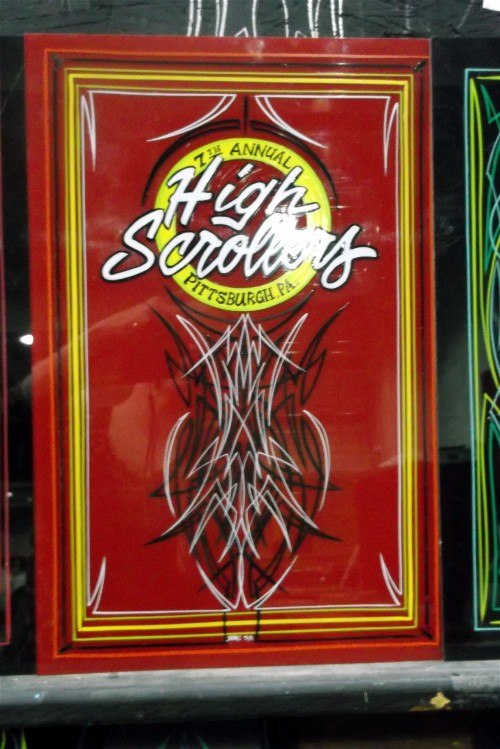 7TH ANNUAL
High
Scrollers
PITTSBURGH, PA.